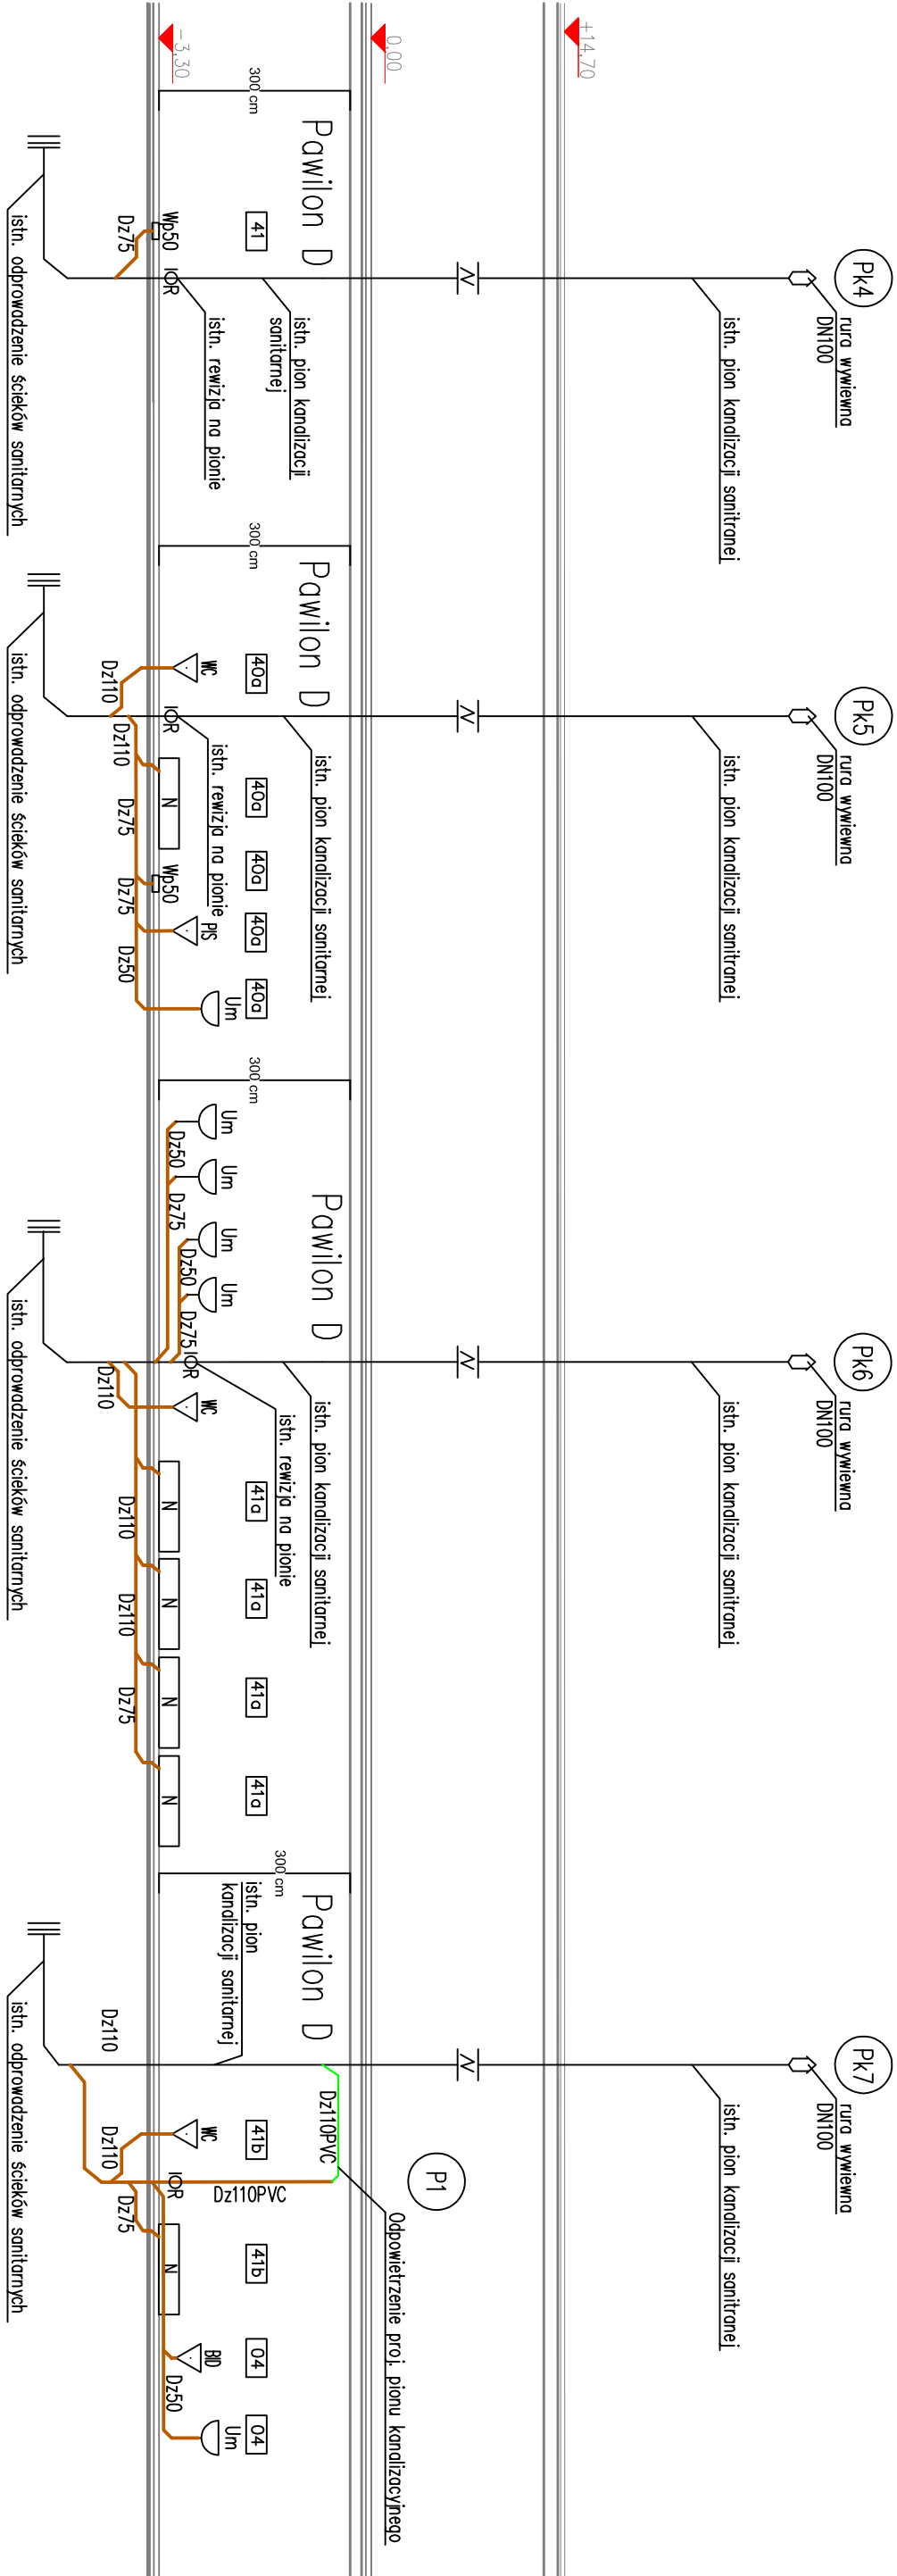 +14,70
0,00
-3,30
Pk4
rura wywiewna
DN100
istn. pion kanalizacji sanitranej
300 cm
Pawilon D
istn. pion kanalizacji
sanitarnej
41
istn. rewizja na pionie
Wp50
IOR
Dz75
istn. odprowadzenie ścieków sanitarnych
Pk5
rura wywiewna
DN100
istn. pion kanalizacji sanitranej
300 cm
Pawilon D
istn. pion kanalizacji sanitarnej
40a
40a
40a
40a
40a
istn. rewizja na pionie
WC
IOR
N
Wp50
PIS
Um
Dz110
Dz110
Dz75
Dz75
Dz50
istn. odprowadzenie ścieków sanitarnych
Pk6
rura wywiewna
DN100
istn. pion kanalizacji sanitranej
300 cm
Pawilon D
istn. pion kanalizacji sanitarnej
istn. rewizja na pionie
41a
41a
41a
41a
Um
Um
Um
Um
Dz50
Dz75
Dz50
Dz75
IOR
WC
N
N
N
N
Dz110
Dz110
Dz110
Dz75
istn. odprowadzenie ścieków sanitarnych
Pk7
rura wywiewna
DN100
istn. pion kanalizacji sanitranej
P1
Odpowietrzenie proj. pionu kanalizacyjnego
300 cm
Pawilon D
Dz110PVC
istn. pion
kanalizacji sanitarnej
41b
41b
04
04
Dz110PVC
WC
IOR
N
BID
Um
Dz50
Dz110
Dz110
Dz75
istn. odprowadzenie ścieków sanitarnych